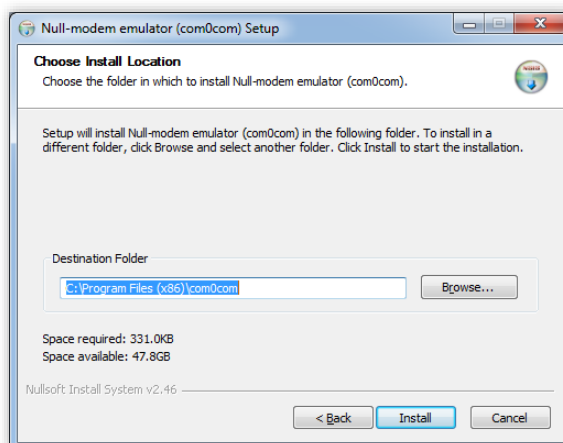 Null-modem emulator (com0com) Setup
Choose Install Location
Choose the folder in which to install Null-modem emulator (com0com).
Setup will install Null-modem emulator (com0com) in the following folder. To install in a
different folder, click Browse and select another folder. Click Install to start the installation.
Destination Folder
C:\Program Files (x86)\com0com
Browse...
Space required: 331.0KB
Space available: 47.8GB
Nullsoft Install System v2.46
< Back
Install
Cancel